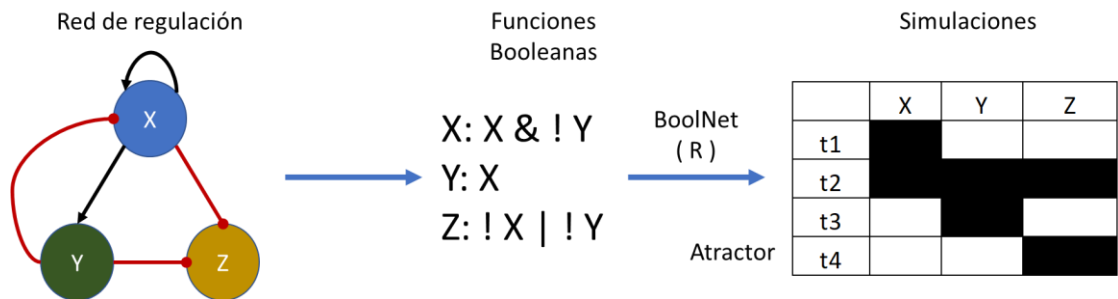 Red de regulación
X
Y
Z
Funciones
Booleanas
X: X & ! Y
Y: X
Z: ! X | ! Y
BoolNet
( R )
Simulaciones
X Y Z
t1
t2
t3
Atractor t4